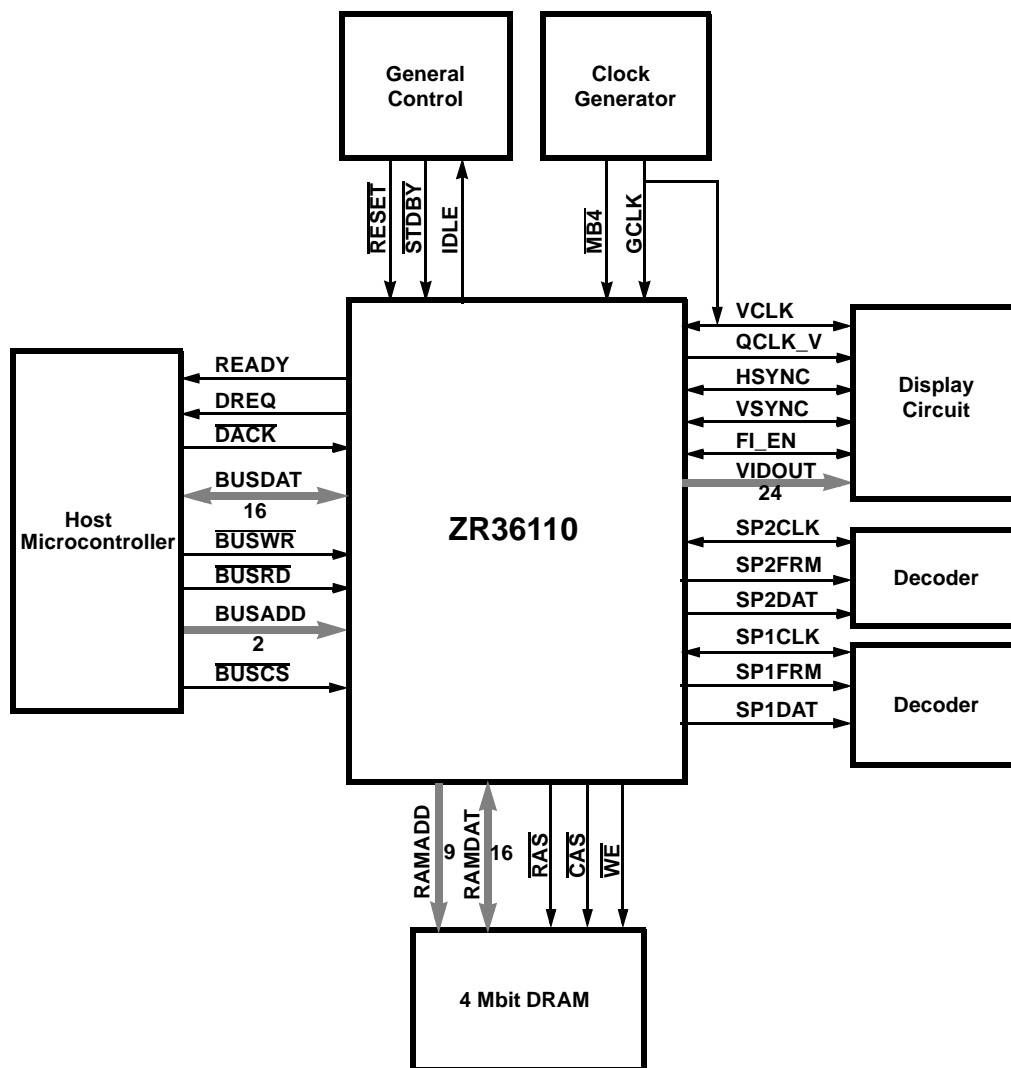 General
Control
Clock
Generator
RESET
STDBY
IDLE
MB4
GCLK
VCLK
QCLK_V
HSYNC
VSYNC
FI_EN
VIDOUT
24
Display
Circuit
READY
DREQ
DACK
BUSDAT
16
BUSWR
BUSRD
BUSADD
2
BUSCS
Host
Microcontroller
ZR36110
SP2CLK
SP2FRM
SP2DAT
Decoder
SP1CLK
SP1FRM
SP1DAT
Decoder
RAMADD
9
RAMDAT
16
RAS
CAS
WE
4 Mbit DRAM